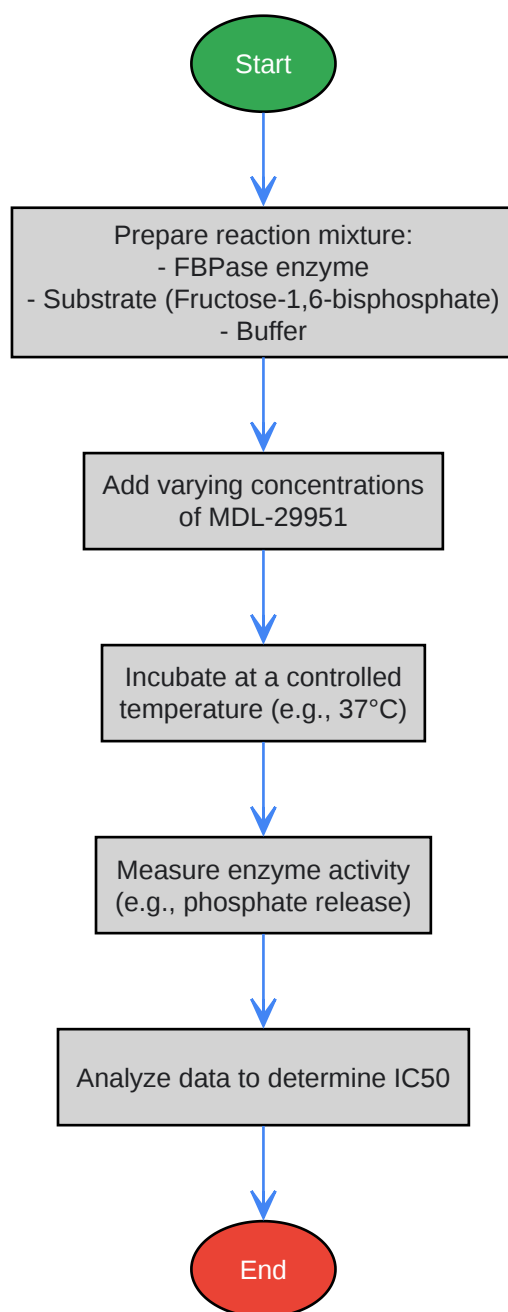 Start
Prepare reaction mixture:
- FBPase enzyme
- Substrate (Fructose-1,6-bisphosphate)
- Buffer
Add varying concentrations
of MDL-29951
Incubate at a controlled
temperature (e.g., 37°C)
Measure enzyme activity
(e.g., phosphate release)
Analyze data to determine IC50
End